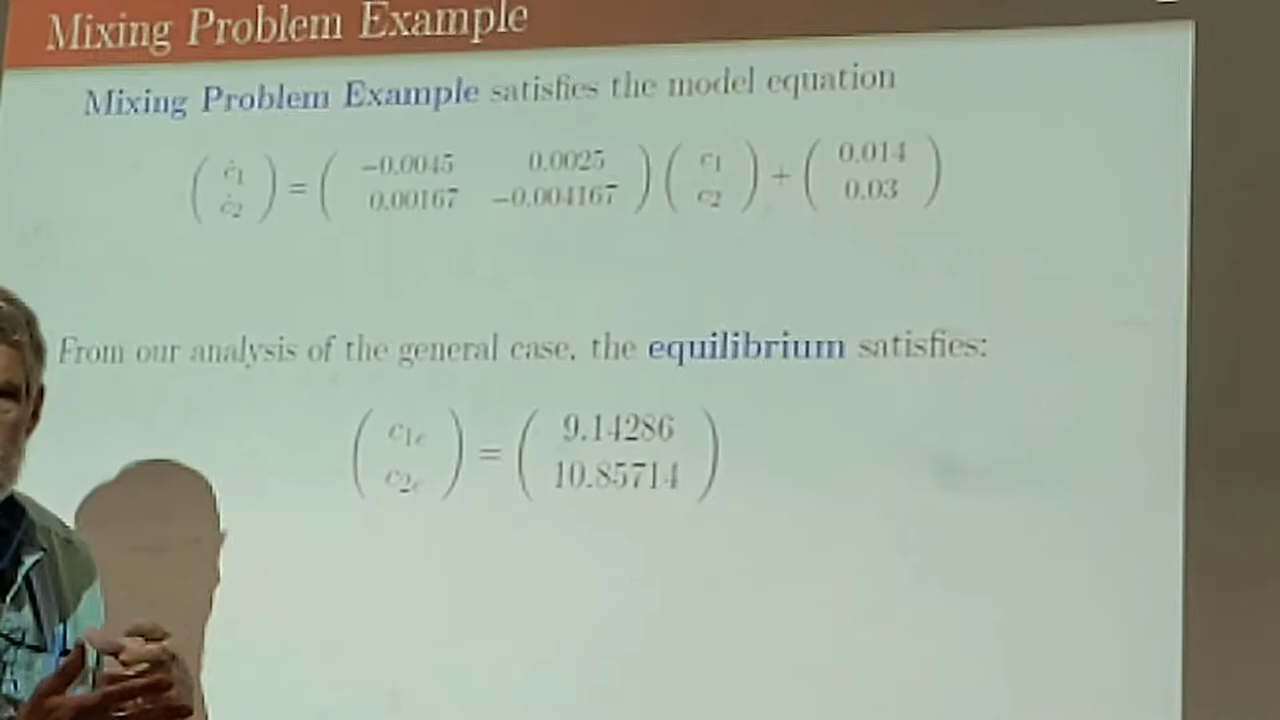 Mixing Problem Example
Mixing Problem Example satisfies the model equation
( ċ₁ ) = ( −0.0045 0.0025 ) ( c₁ ) + ( 0.014 )
( ċ₂ ) ( 0.00167 −0.004167 ) ( c₂ ) ( 0.03 )
From our analysis of the general case, the equilibrium satisfies:
( c₁ₑ ) = ( 9.14286 )
( c₂ₑ ) ( 10.85714 )